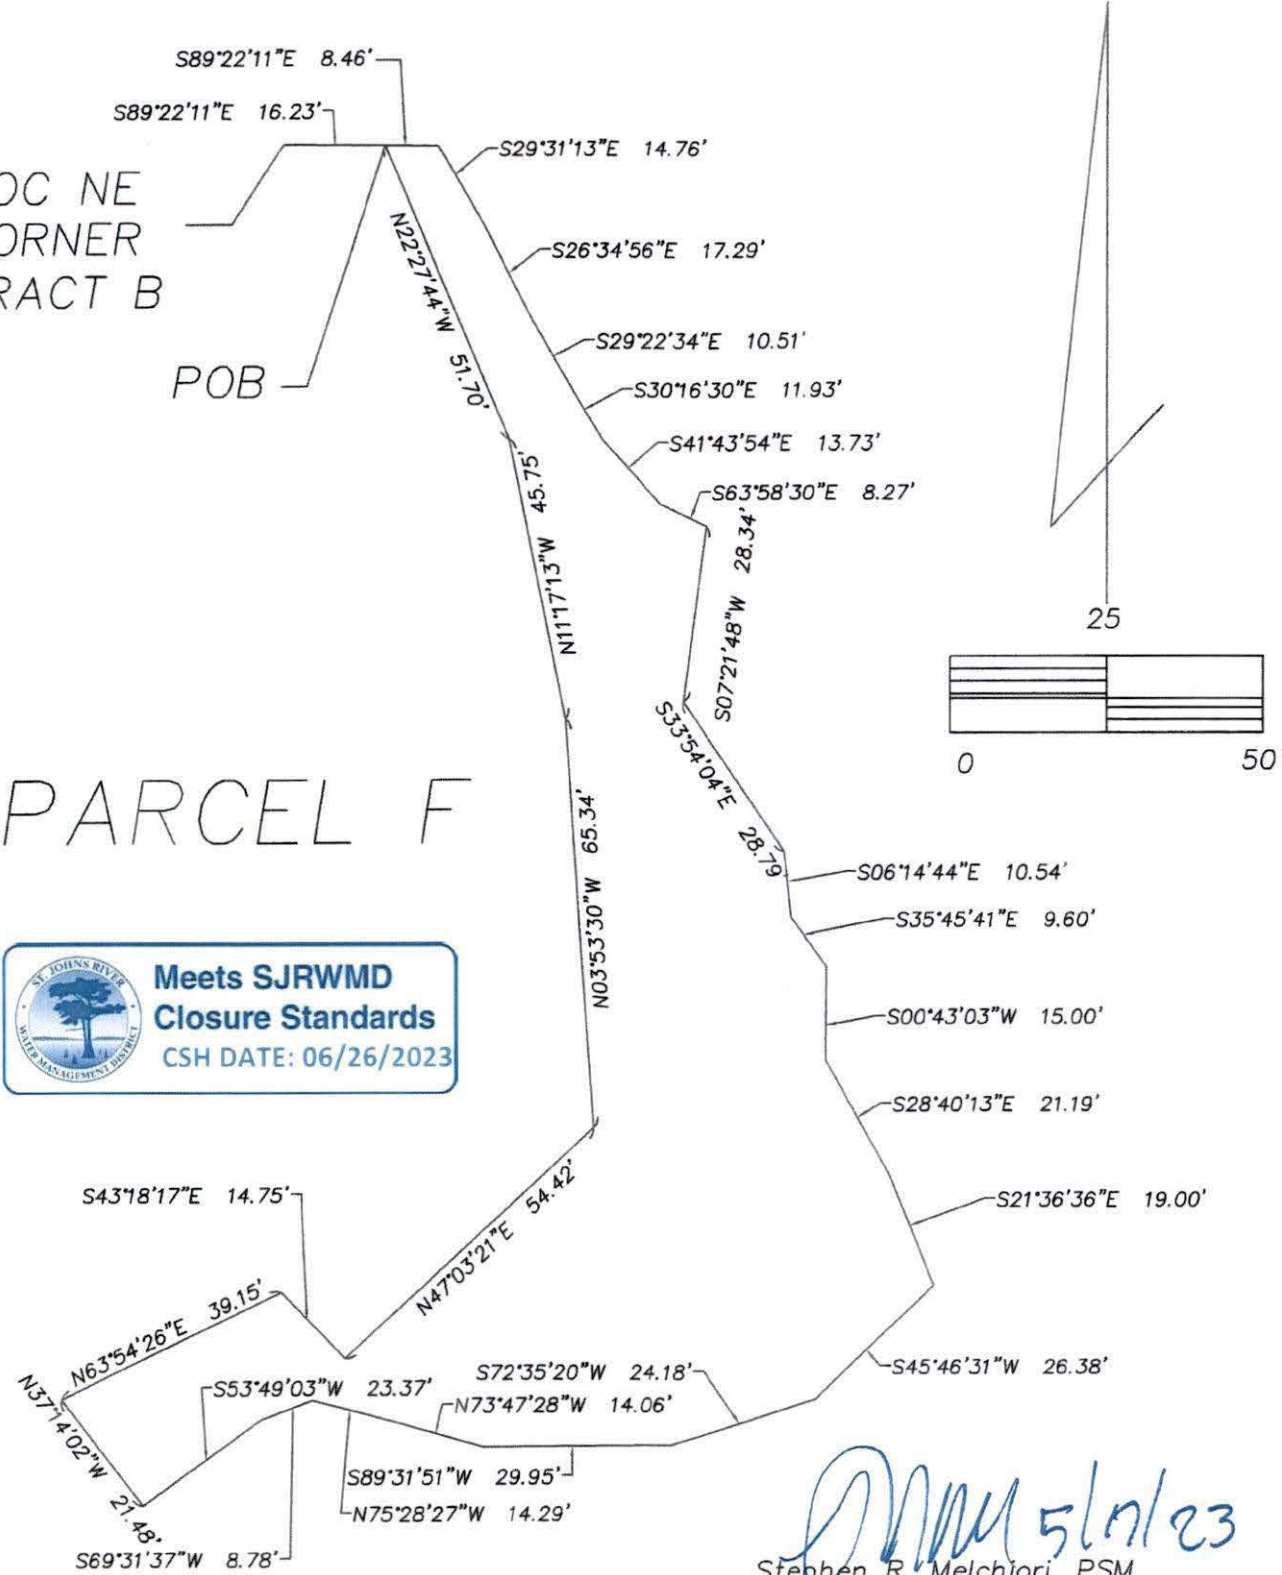 S89°22'11"E 8.46'
S89°22'11"E 16.23'
S29°31'13"E 14.76'
OC NE
ORNER
RACT B
N22°27'44"W 51.70'
S26°34'56"E 17.29'
S29°22'34"E 10.51'
POB
S30°16'30"E 11.93'
S41°43'54"E 13.73'
N11°17'13"W 45.75'
S63°58'30"E 8.27'
S07°21'48"W 28.34'
25
0
50
S33°54'04"E 28.79
PARCEL F
N03°53'30"W 65.34'
S06°14'44"E 10.54'
S35°45'41"E 9.60'
ST. JOHNS RIVER
WATER MANAGEMENT DISTRICT
Meets SJRWMD
Closure Standards
CSH DATE: 06/26/2023
S00°43'03"W 15.00'
S28°40'13"E 21.19'
S43°18'17"E 14.75'
S21°36'36"E 19.00'
N47°03'21"E 54.42'
N63°54'26"E 39.15'
S45°46'31"W 26.38'
S72°35'20"W 24.18'
S53°49'03"W 23.37'
N73°47'28"W 14.06'
N37°14'02"W 21.48'
S89°31'51"W 29.95'
N75°28'27"W 14.29'
S69°31'37"W 8.78'
5/17/23
Stephen R. Melchiori PSM